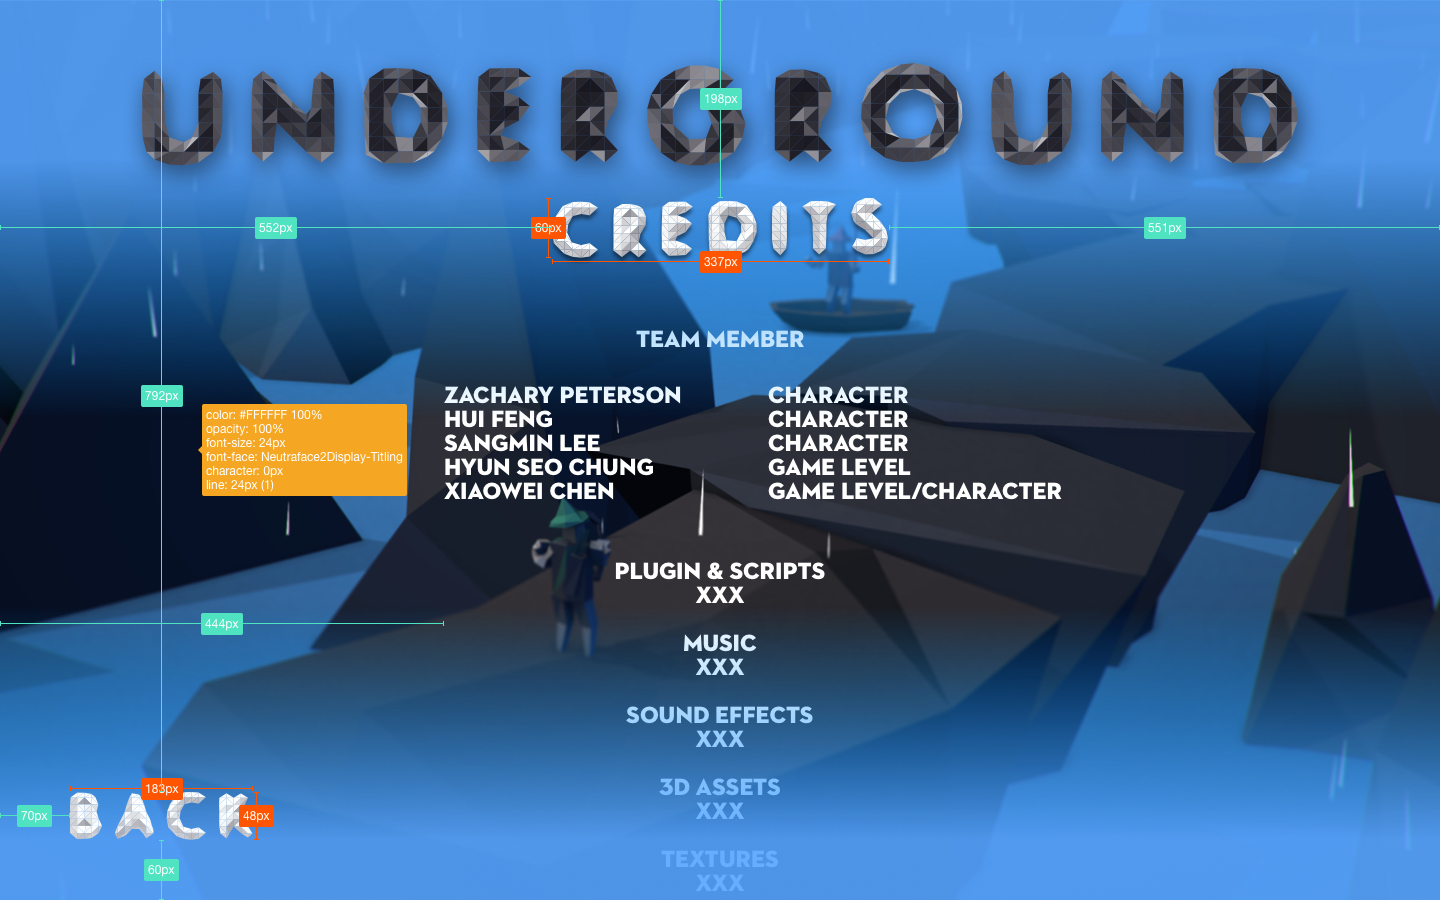 UNDERGROUND
198px
CREDITS
552px
60px
551px
337px
TEAM MEMBER
792px
color: #FFFFFF 100%
opacity: 100%
font-size: 24px
font-face: Neutraface2Display-Titling
character: 0px
line: 24px (1)
ZACHARY PETERSON CHARACTER
HUI FENG CHARACTER
SANGMIN LEE CHARACTER
HYUN SEO CHUNG GAME LEVEL
XIAOWEI CHEN GAME LEVEL/CHARACTER
PLUGIN & SCRIPTS
XXX
444px
MUSIC
XXX
SOUND EFFECTS
XXX
3D ASSETS
XXX
183px
BACK
70px
48px
TEXTURES
60px
XXX